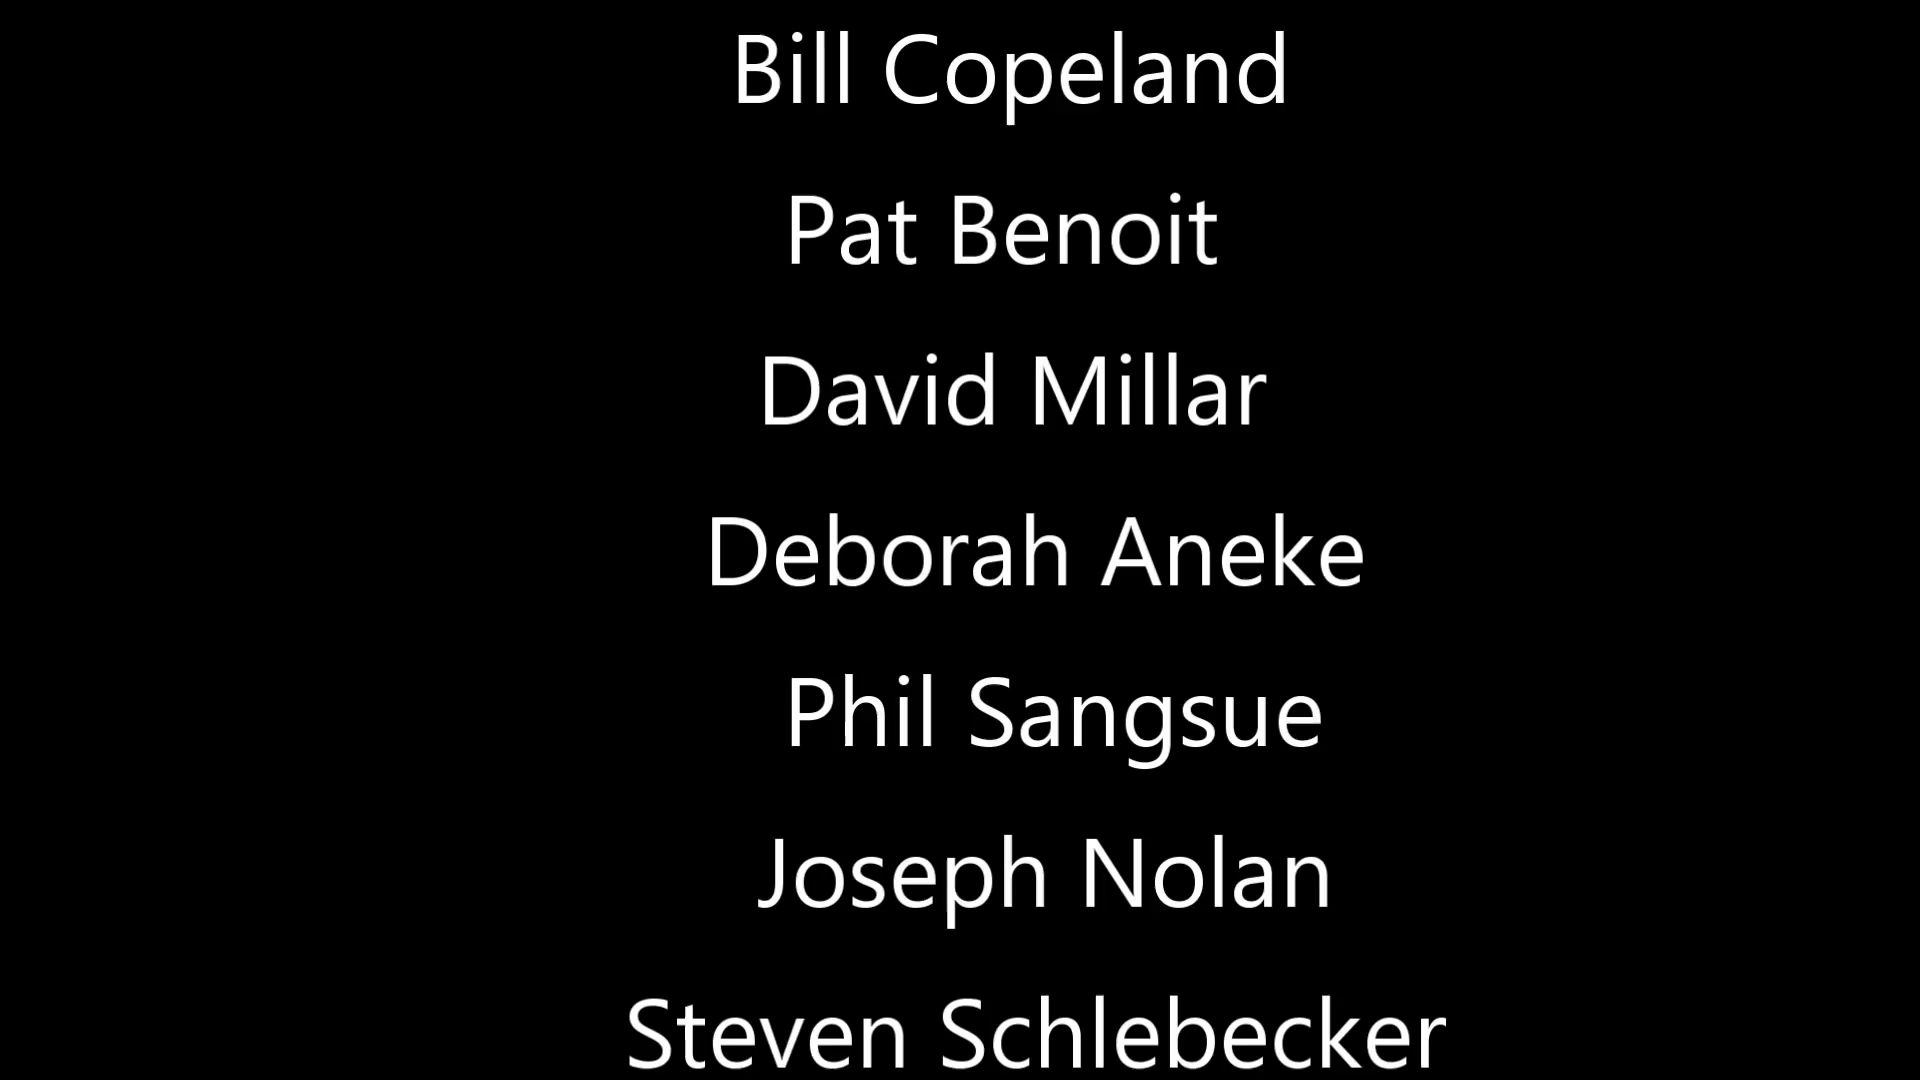 Bill Copeland
Pat Benoit
David Millar
Deborah Aneke
Phil Sangsue
Joseph Nolan
Steven Schlebecker